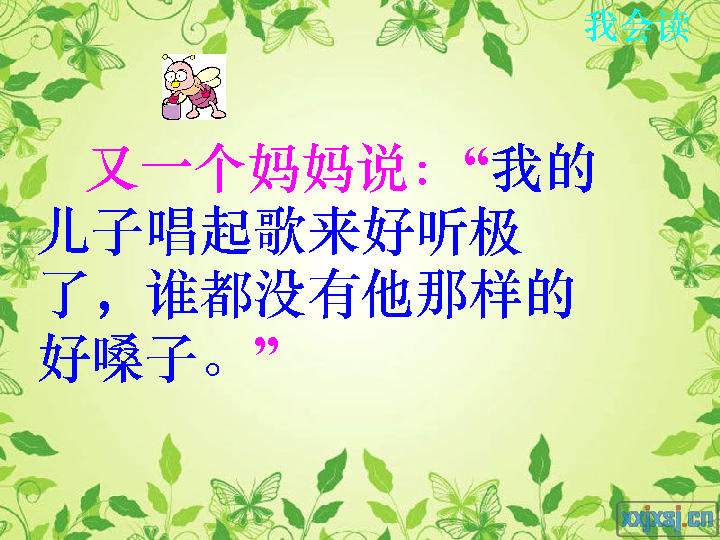 我会读
又一个妈妈说：“我的
儿子唱起歌来好听极
了，谁都没有他那样的
好嗓子。”
xxjxsj.cn